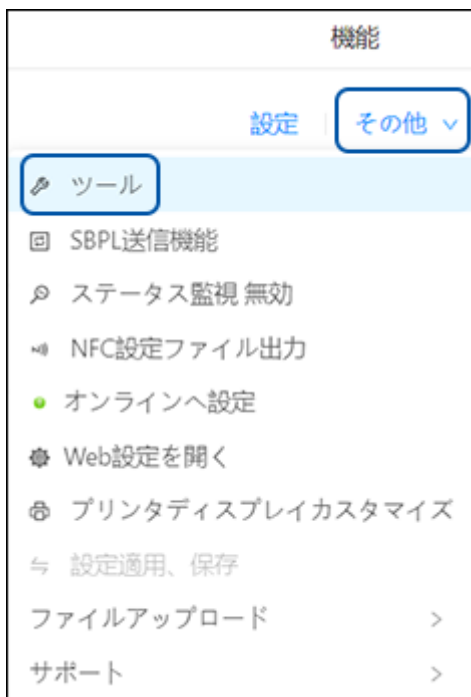 機能
設定 その他
ツール
SBPL送信機能
ステータス監視 無効
NFC設定ファイル出力
オンラインへ設定
Web設定を開く
プリンタディスプレイカスタマイズ
設定適用、保存
ファイルアップロード
サポート